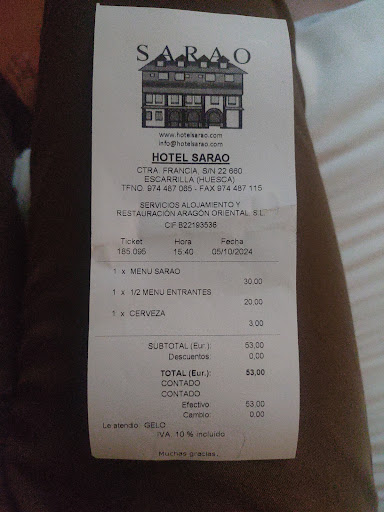 SARAO
www.hotelsarao.com
info@hotelsarao.com
HOTEL SARAO
CTRA. FRANCIA, S/N 22 660
ESCARRILLA (HUESCA)
TFNO. 974 487 065 - FAX 974 487 115
SERVICIOS ALOJAMIENTO Y
RESTAURACIÓN ARAGÓN ORIENTAL S.L.
CIF B22193536
Ticket Hora Fecha
185.095 15:40 05/10/2024
1 x MENU SARAO
30,00
1 x 1/2 MENU ENTRANTES
20,00
1 x CERVEZA
3,00
SUBTOTAL (Eur.): 53,00
Descuentos: 0,00
TOTAL (Eur.): 53,00
CONTADO
CONTADO
Efectivo 53,00
Cambio: 0,00
Le atendio GELO
IVA 10 % incluido
Muchas gracias.